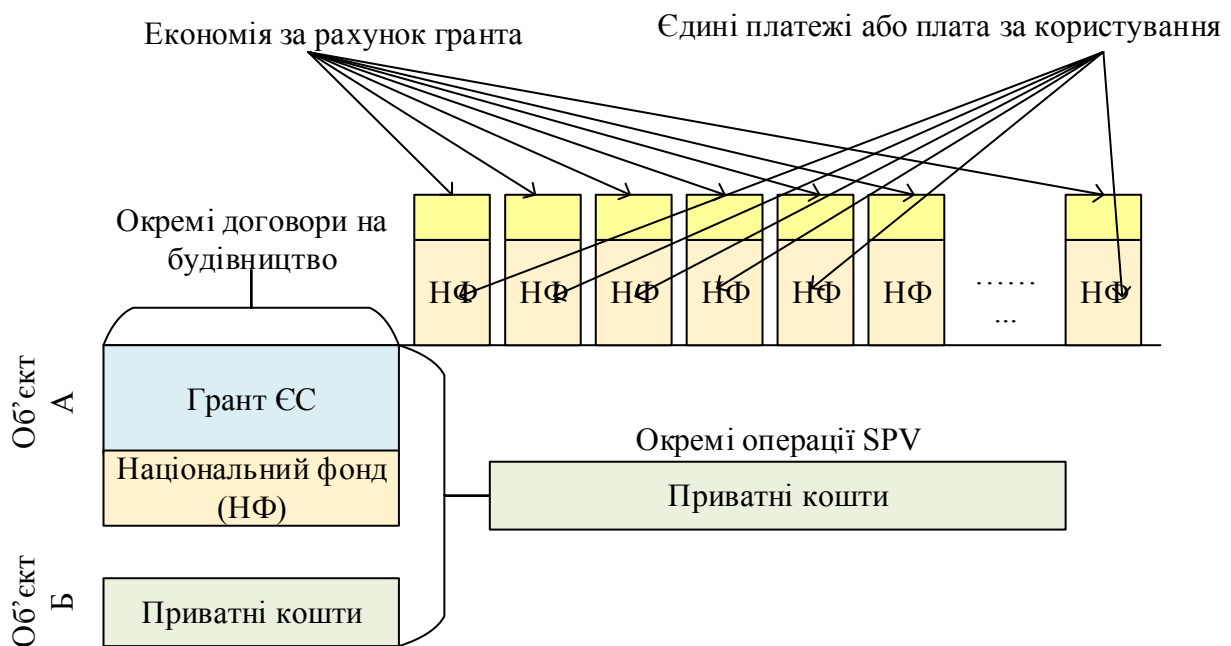 Економія за рахунок гранта
Єдині платежі або плата за користування
Окремі договори на
будівництво
НФ
НФ
НФ
НФ
НФ
НФ
……
...
НФ
Об’єкт
А
Грант ЄС
Національний фонд
(НФ)
Окремі операції SPV
Приватні кошти
Об’єкт
Б
Приватні кошти